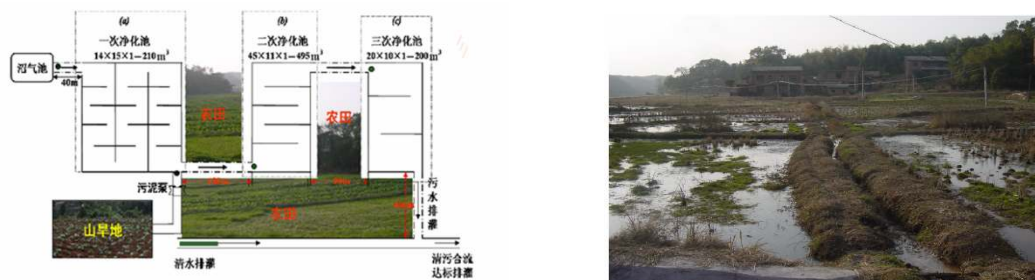 (a)
一次净化池
14×15×1—210m³
(b)
二次净化池
45×11×1—495m³
(c)
三次净化池
20×10×1—200m³
沼气池
40m
农田
农田
污泥泵
农田
山旱地
污水排灌
清水排灌
清污合流
达标排灌